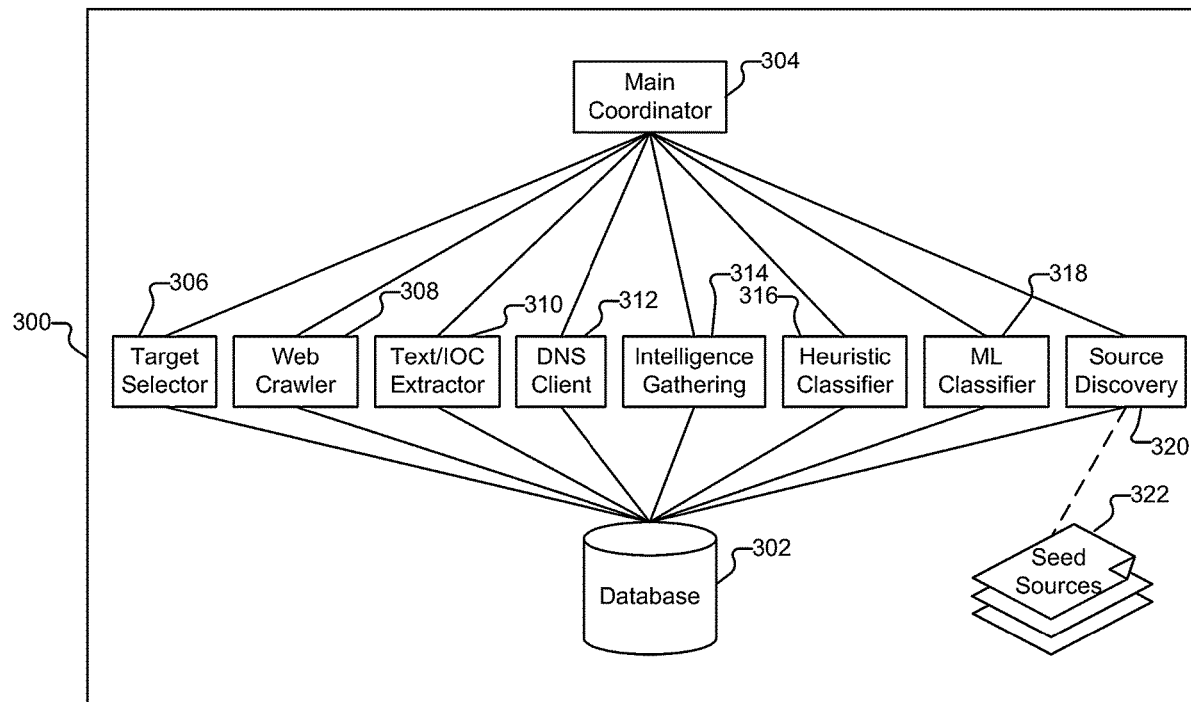 Main
Coordinator
304
306
308
310
312
314
316
318
300
Target
Selector
Web
Crawler
Text/IOC
Extractor
DNS
Client
Intelligence
Gathering
Heuristic
Classifier
ML
Classifier
Source
Discovery
320
322
302
Database
Seed
Sources